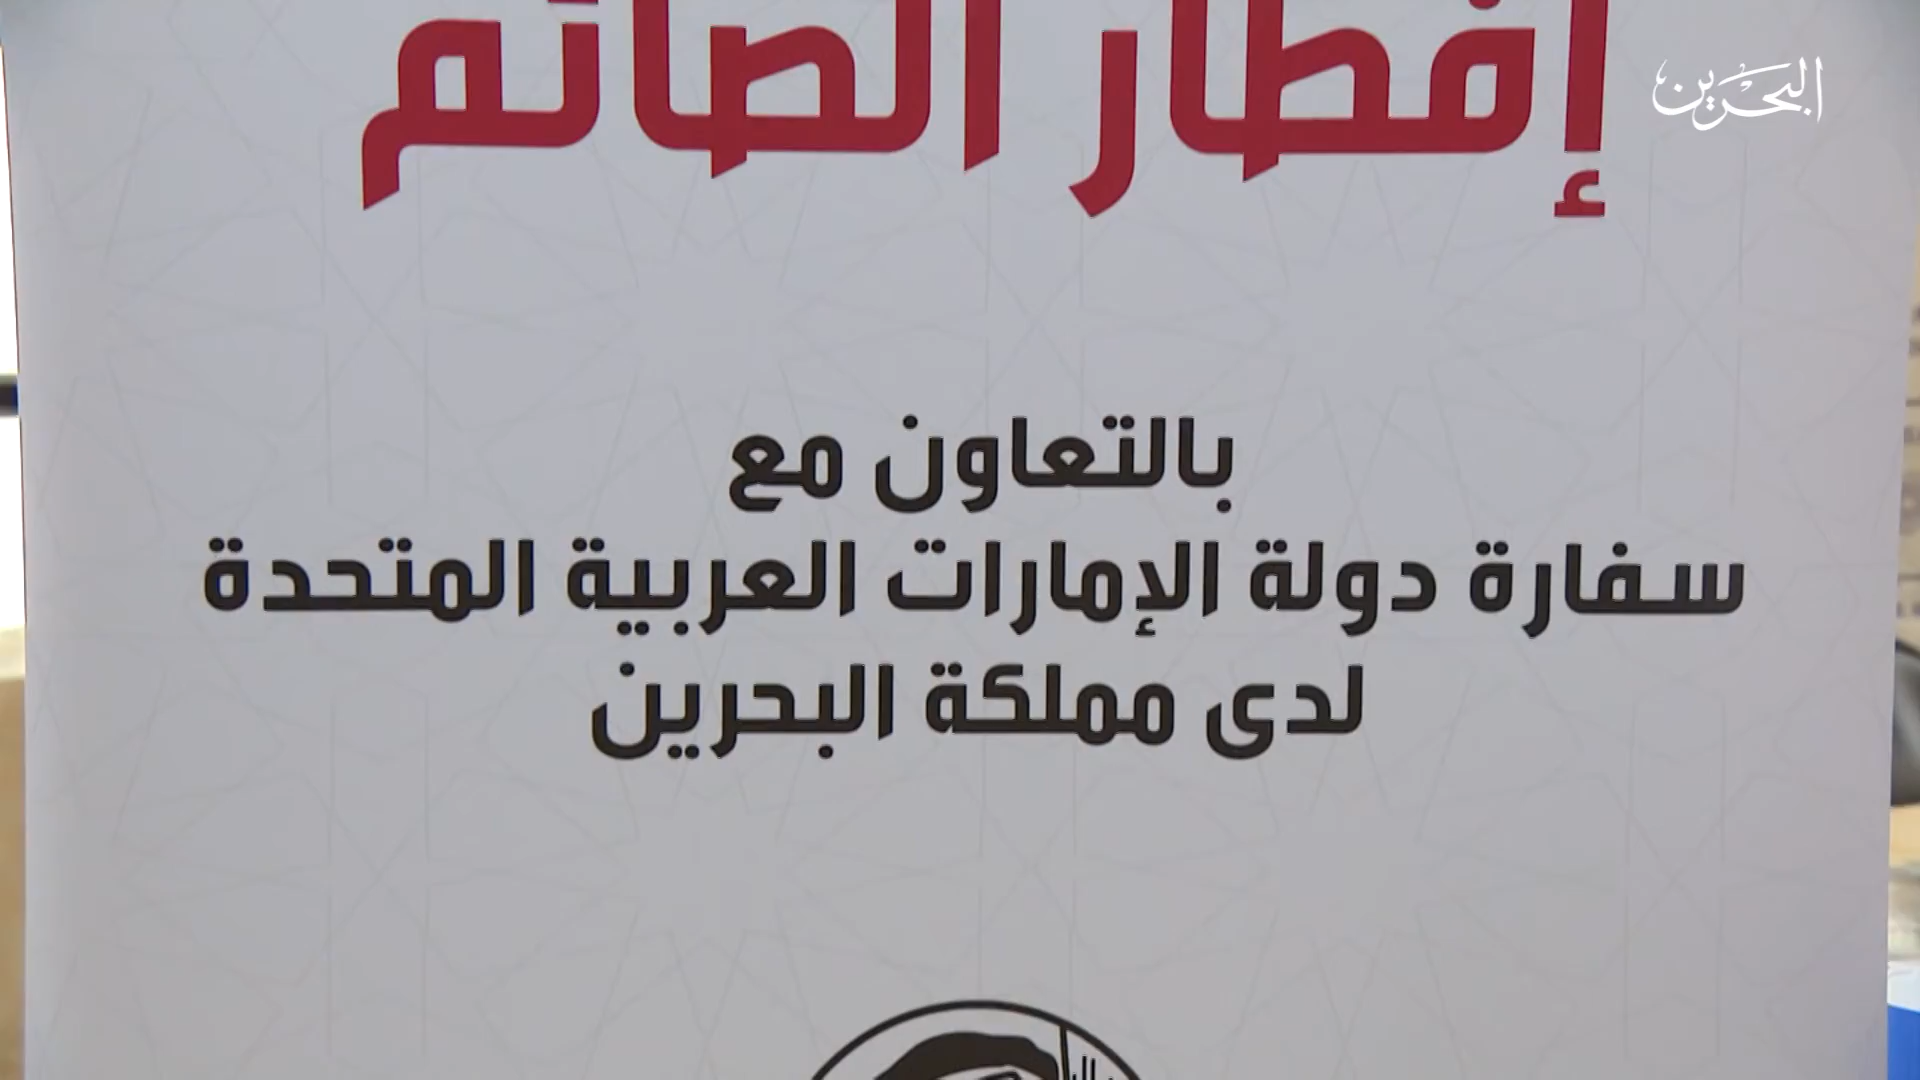 إفطار الصائم
البحرين
بالتعاون مع
سفارة دولة الإمارات العربية المتحدة
لدى مملكة البحرين